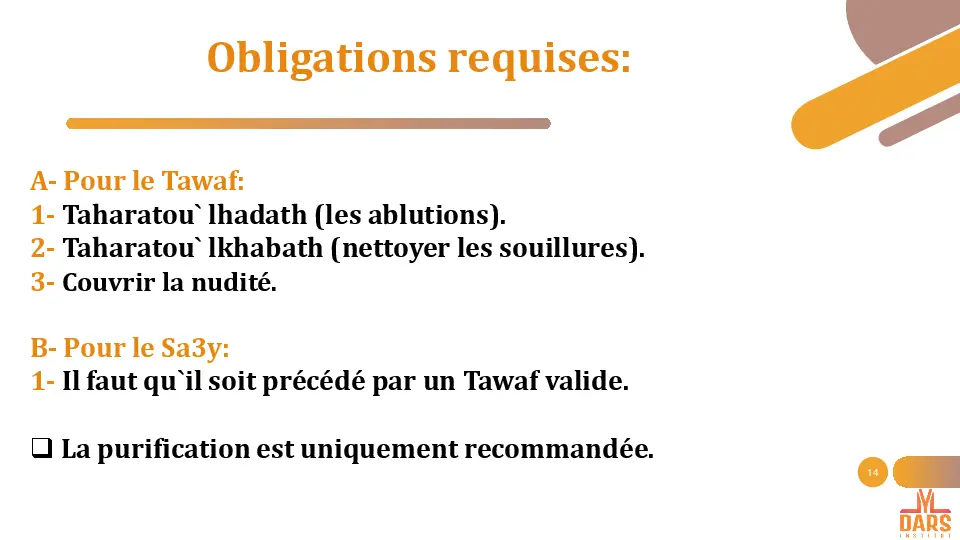 Obligations requises:
A- Pour le Tawaf:
1- Taharatou` lhadath (les ablutions).
2- Taharatou` lkhabath (nettoyer les souillures).
3- Couvrir la nudité.
B- Pour le Sa3y:
1- Il faut qu`il soit précédé par un Tawaf valide.
❑ La purification est uniquement recommandée.
14
DARS
INSTITUT